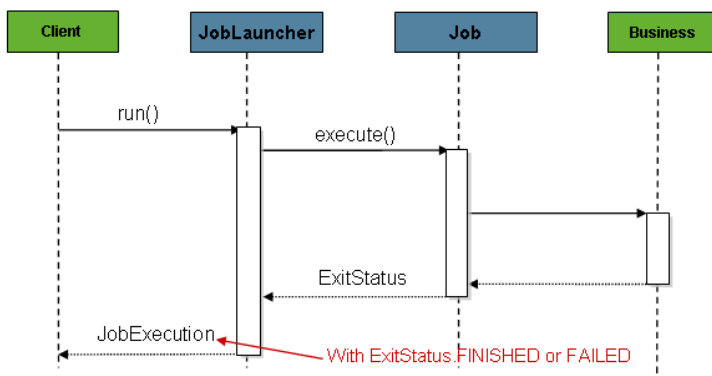 Client
JobLauncher
Job
Business
run()
execute()
ExitStatus
JobExecution
With ExitStatus.FINISHED or FAILED